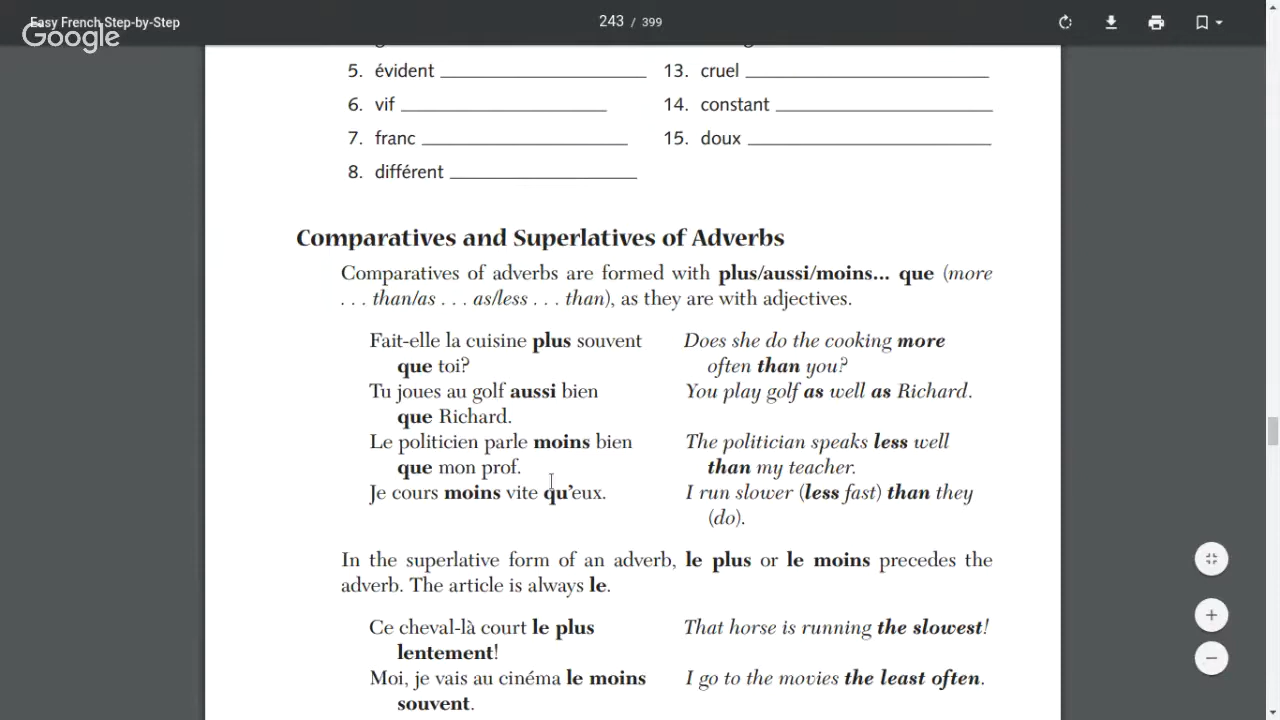 Easy French Step-by-Step
Google
243 / 399
5. évident
6. vif
7. franc
8. différent
13. cruel
14. constant
15. doux
Comparatives and Superlatives of Adverbs
Comparatives of adverbs are formed with plus/aussi/moins... que (more
. . . than/as . . . as/less . . . than), as they are with adjectives.
Fait-elle la cuisine plus souvent
que toi?
Does she do the cooking more
often than you?
Tu joues au golf aussi bien
que Richard.
You play golf as well as Richard.
Le politicien parle moins bien
que mon prof.
The politician speaks less well
than my teacher.
Je cours moins vite qu'eux.
I run slower (less fast) than they
(do).
In the superlative form of an adverb, le plus or le moins precedes the
adverb. The article is always le.
Ce cheval-là court le plus
lentement!
That horse is running the slowest!
Moi, je vais au cinéma le moins
souvent.
I go to the movies the least often.